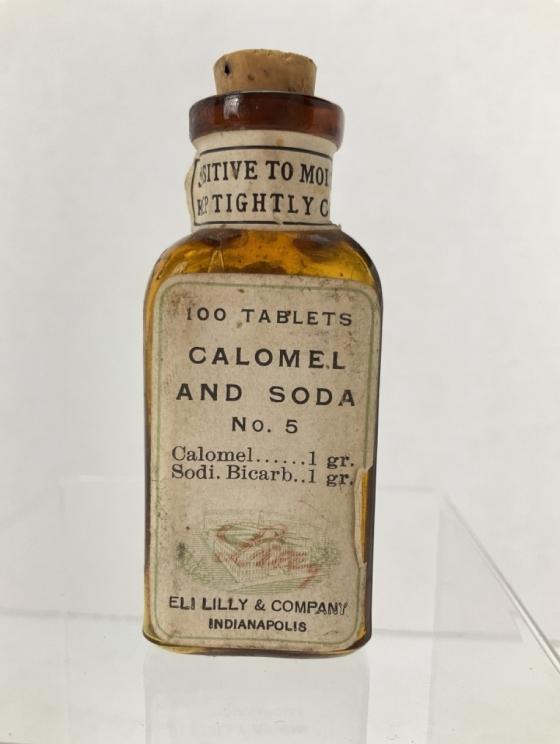 SITIVE TO MOI
TIGHTLY C
100 TABLETS
CALOMEL
AND SODA
No. 5
Calomel......1 gr.
Sodi. Bicarb..1 gr.
Lilly
ELI LILLY & COMPANY
INDIANAPOLIS